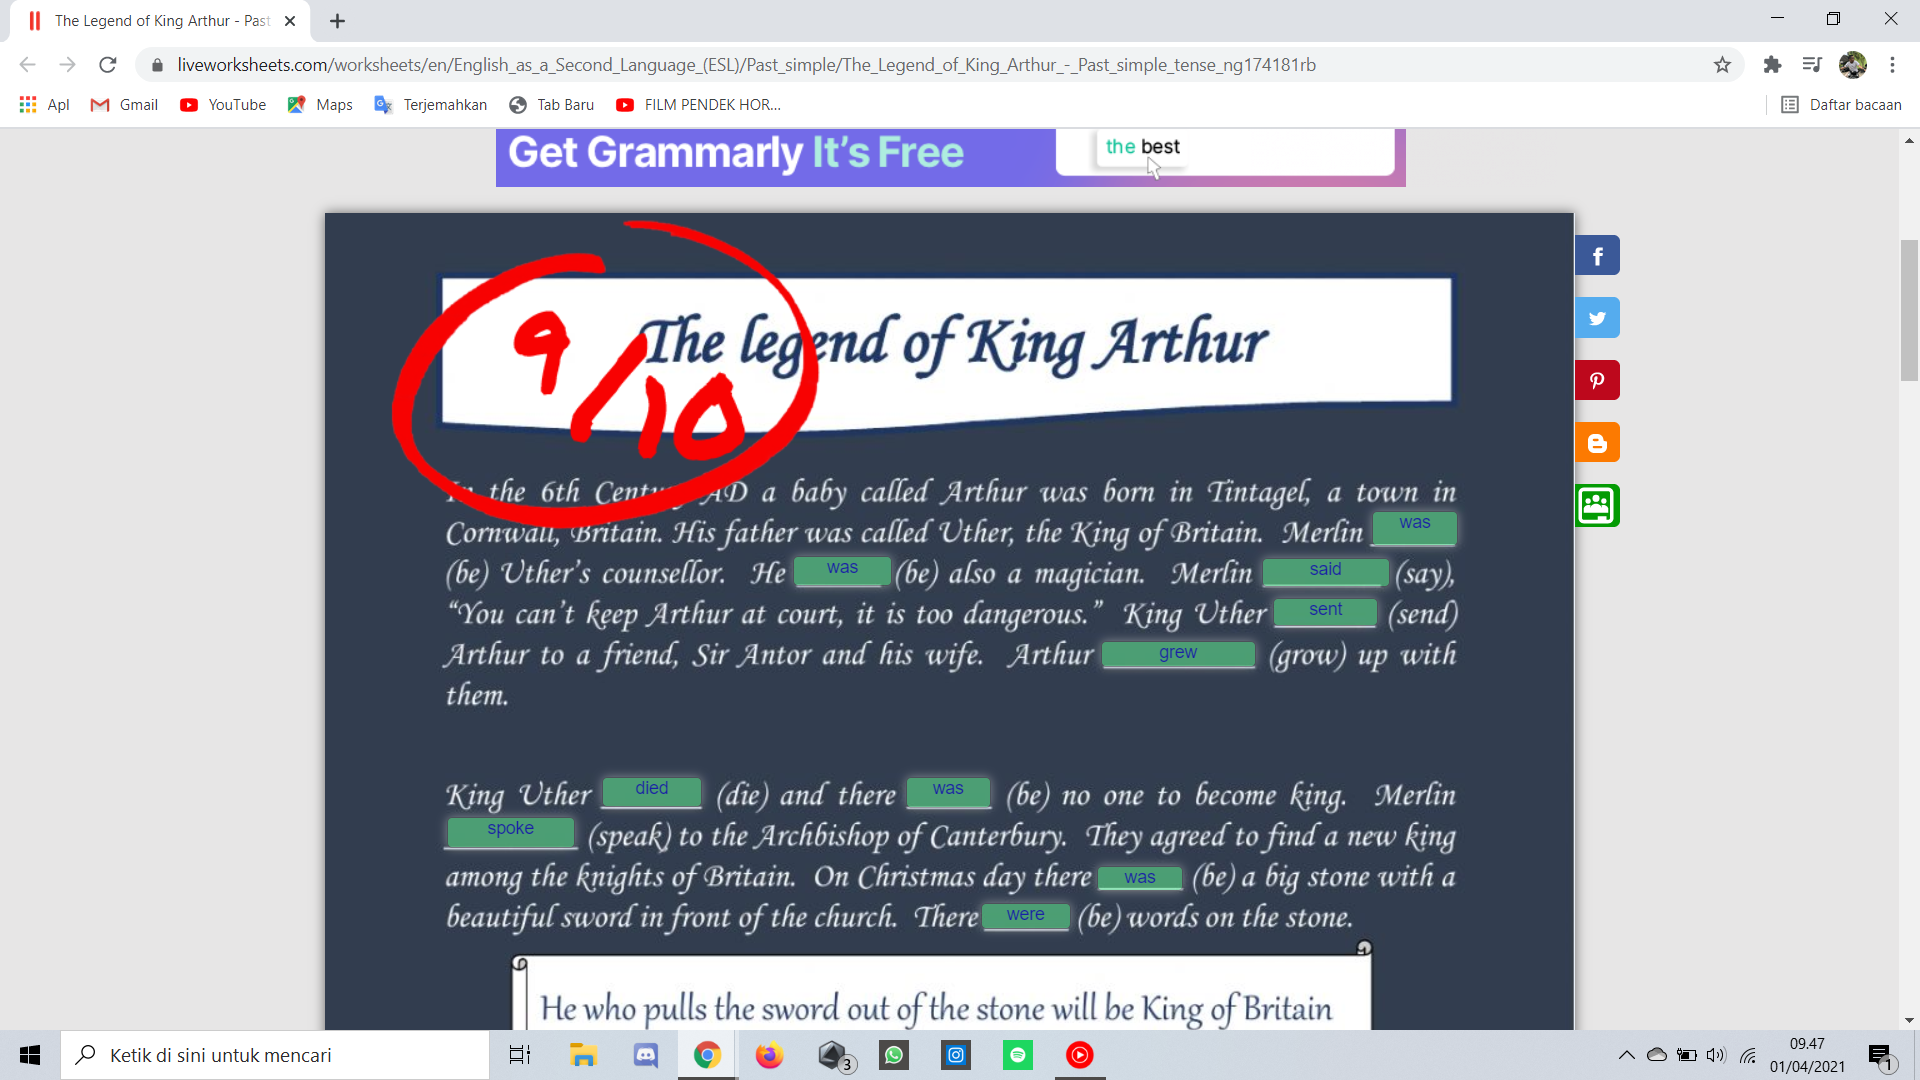 The Legend of King Arthur - Past
liveworksheets.com/worksheets/en/English_as_a_Second_Language_(ESL)/Past_simple/The_Legend_of_King_Arthur_-_Past_simple_tense_ng174181rb
Apl Gmail YouTube Maps Terjemahkan Tab Baru FILM PENDEK HOR... Daftar bacaan
Get Grammarly It's Free the best
The legend of King Arthur
9/10
In the 6th Century AD a baby called Arthur was born in Tintagel, a town in
Cornwall, Britain. His father was called Uther, the King of Britain. Merlin was
(be) Uther's counsellor. He was (be) also a magician. Merlin said (say),
“You can't keep Arthur at court, it is too dangerous.” King Uther sent (send)
Arthur to a friend, Sir Antor and his wife. Arthur grew (grow) up with
them.
King Uther died (die) and there was (be) no one to become king. Merlin
spoke (speak) to the Archbishop of Canterbury. They agreed to find a new king
among the knights of Britain. On Christmas day there was (be) a big stone with a
beautiful sword in front of the church. There were (be) words on the stone.
He who pulls the sword out of the stone will be King of Britain
Ketik di sini untuk mencari
3
09.47
01/04/2021
1